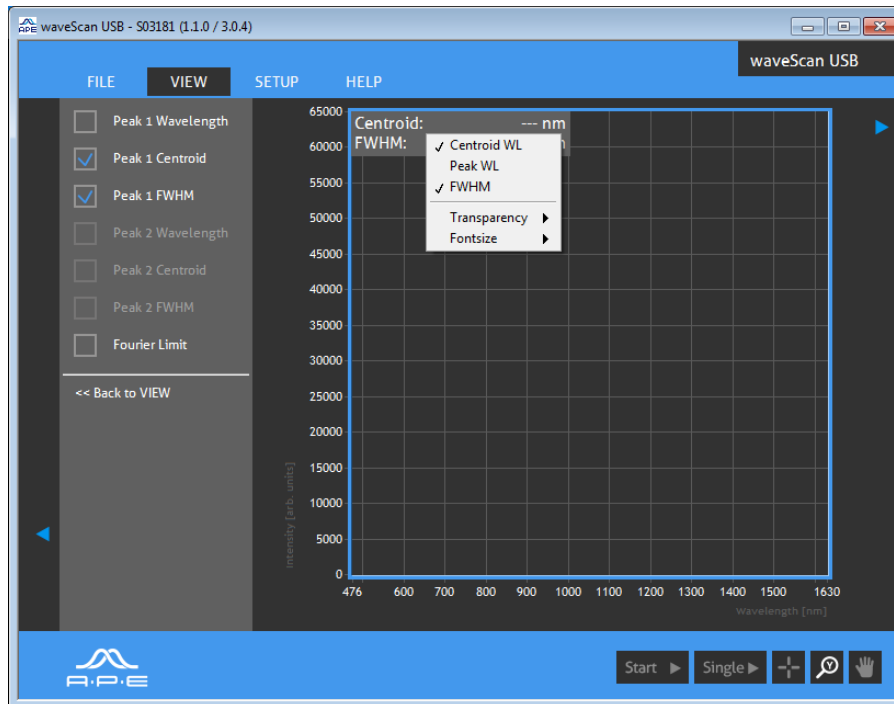 APE waveScan USB - S03181 (1.1.0 / 3.0.4)
waveScan USB
FILE VIEW SETUP HELP
Peak 1 Wavelength
Peak 1 Centroid
Peak 1 FWHM
Peak 2 Wavelength
Peak 2 Centroid
Peak 2 FWHM
Fourier Limit
<< Back to VIEW
Centroid: --- nm
FWHM:
Centroid WL
Peak WL
FWHM
Transparency
Fontsize
65000
60000
55000
50000
45000
40000
35000
30000
25000
20000
15000
10000
5000
0
Intensity [arb. units]
476 600 700 800 900 1000 1100 1200 1300 1400 1500 1630
Wavelength [nm]
A·P·E
Start Single
Y